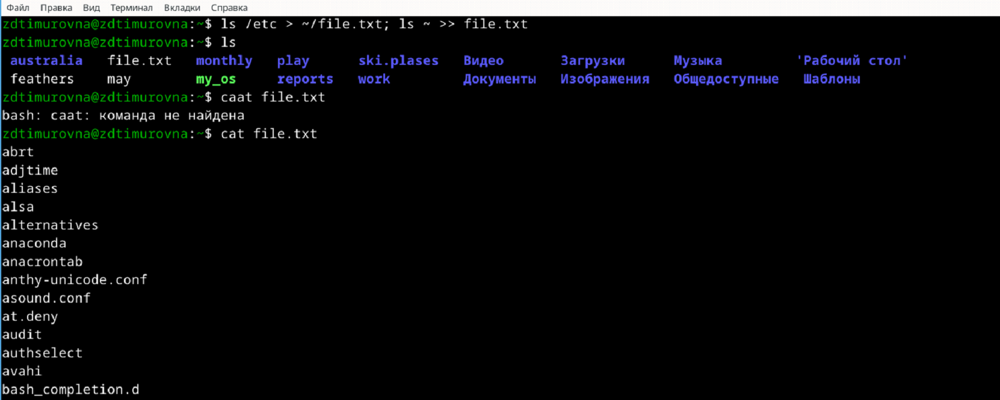 Файл Правка Вид Терминал Вкладки Справка
zdtimurovna@zdtimurovna:~$ ls /etc > ~/file.txt; ls ~ >> file.txt
zdtimurovna@zdtimurovna:~$ ls
australia file.txt monthly play ski.plases Видео Загрузки Музыка 'Рабочий стол'
feathers may my_os reports work Документы Изображения Общедоступные Шаблоны
zdtimurovna@zdtimurovna:~$ caat file.txt
bash: caat: команда не найдена
zdtimurovna@zdtimurovna:~$ cat file.txt
abrt
adjtime
aliases
alsa
alternatives
anaconda
anacrontab
anthy-unicode.conf
asound.conf
at.deny
audit
authselect
avahi
bash_completion.d